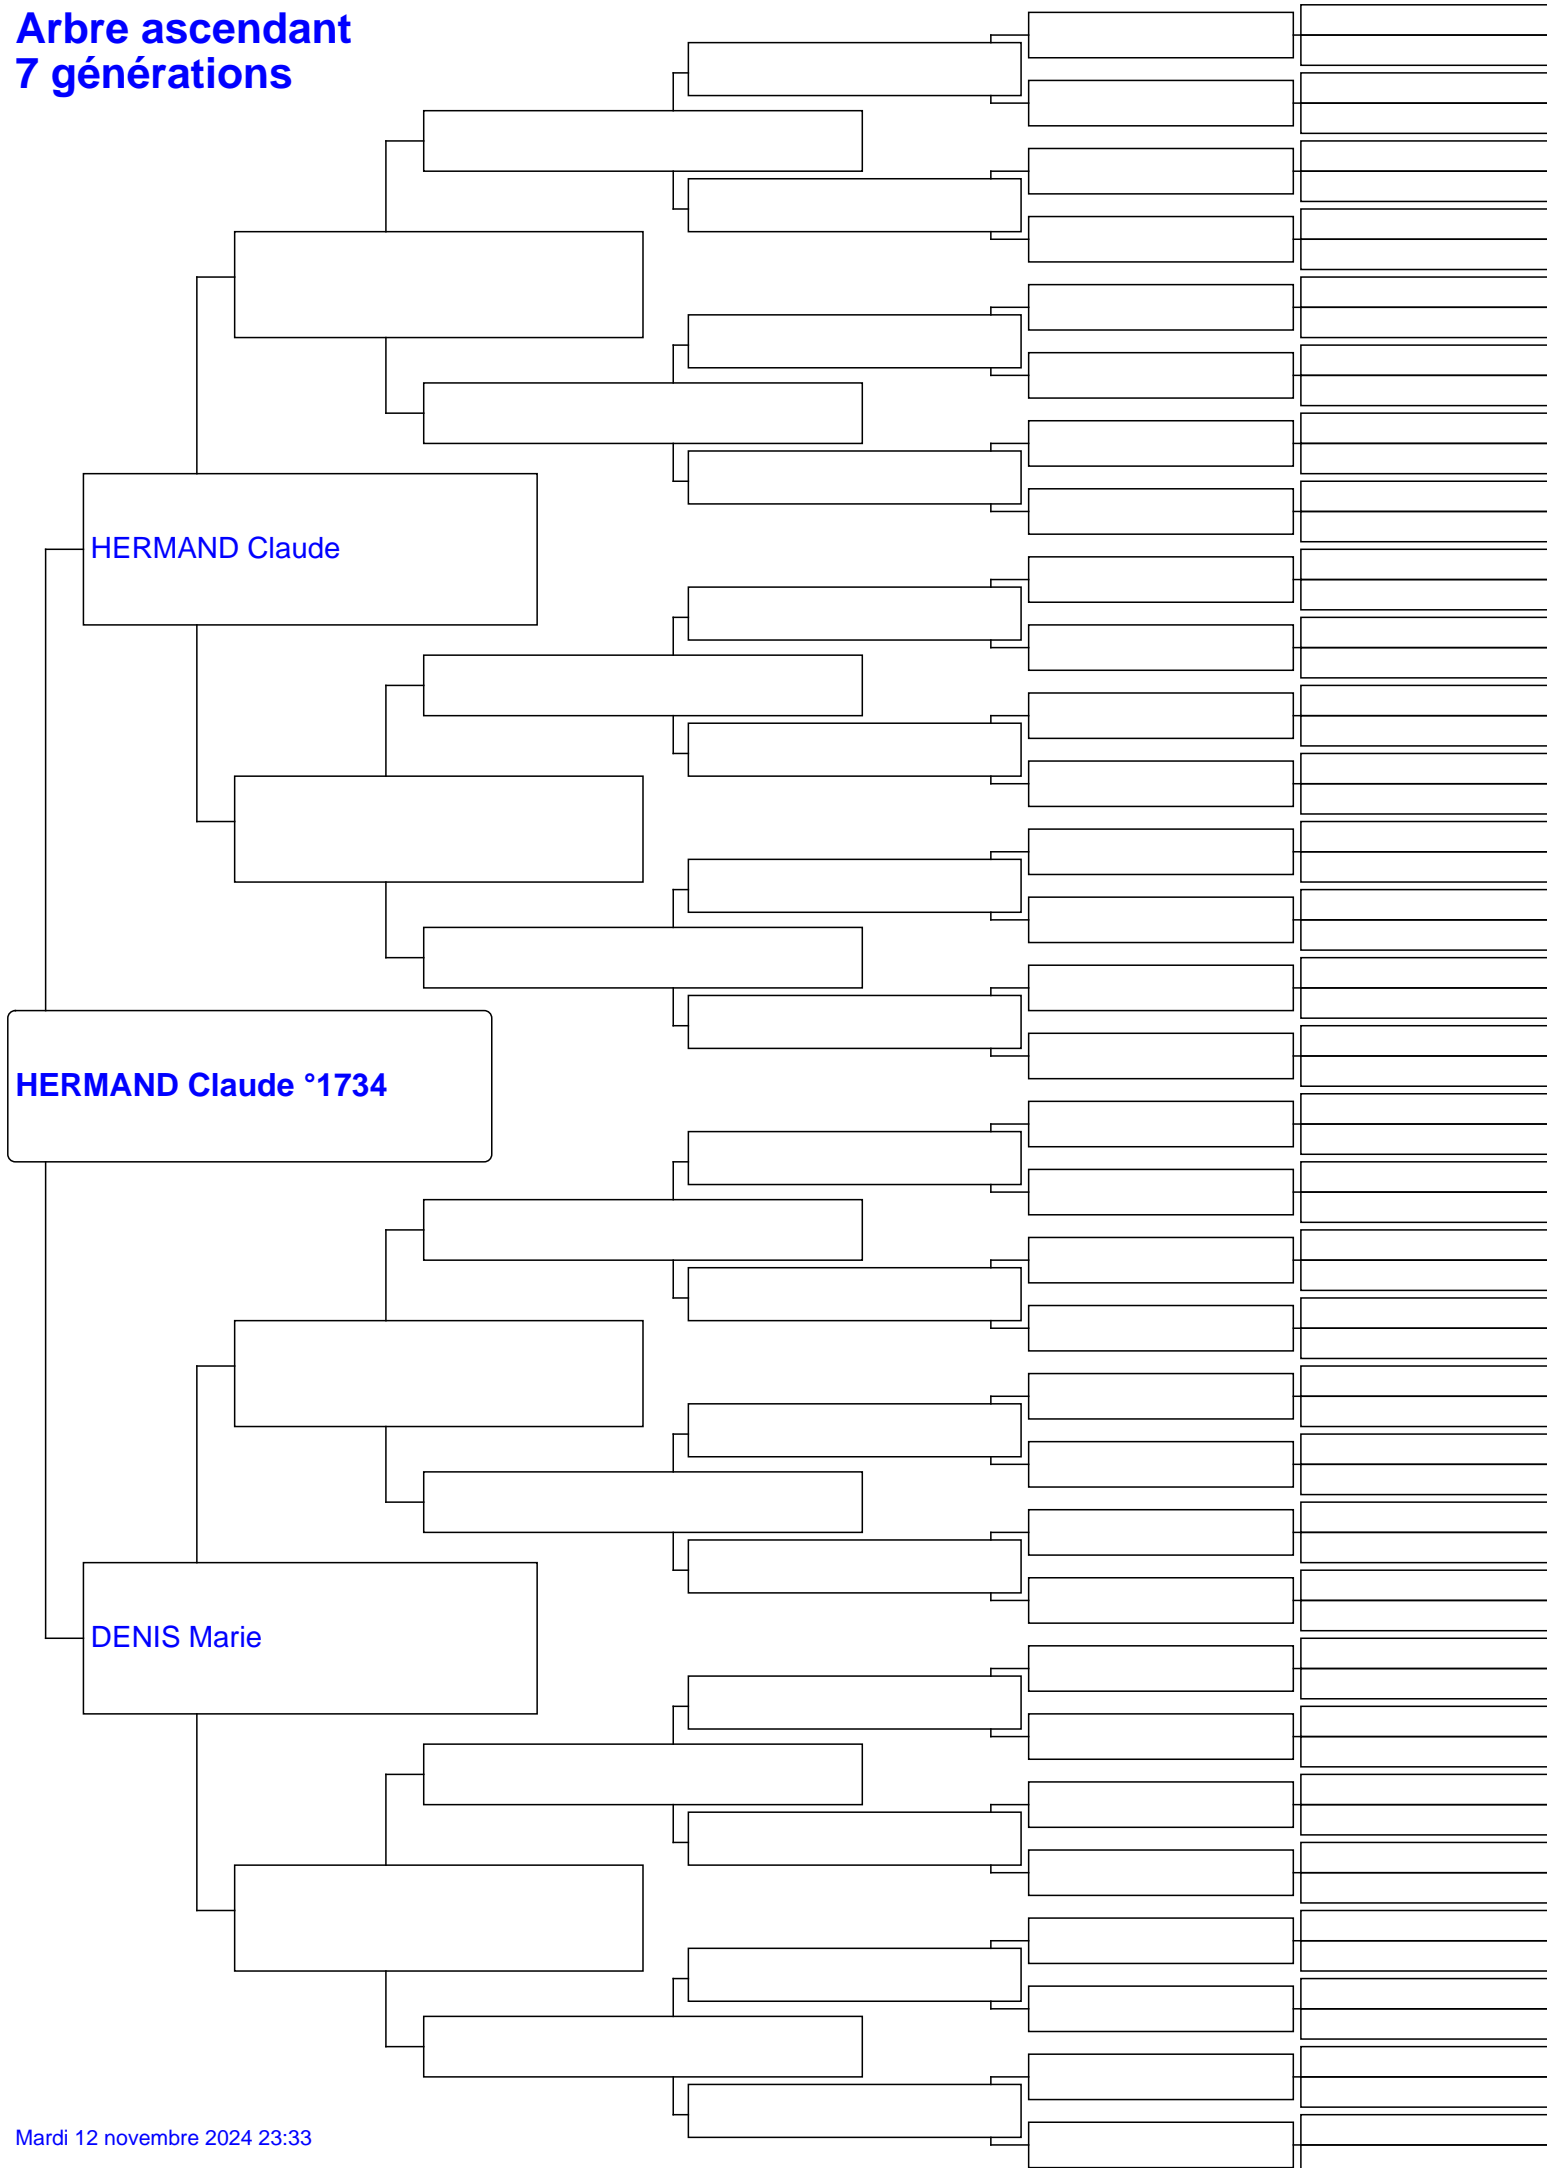 Arbre ascendant
7 générations
HERMAND Claude
HERMAND Claude °1734
DENIS Marie
Mardi 12 novembre 2024 23:33